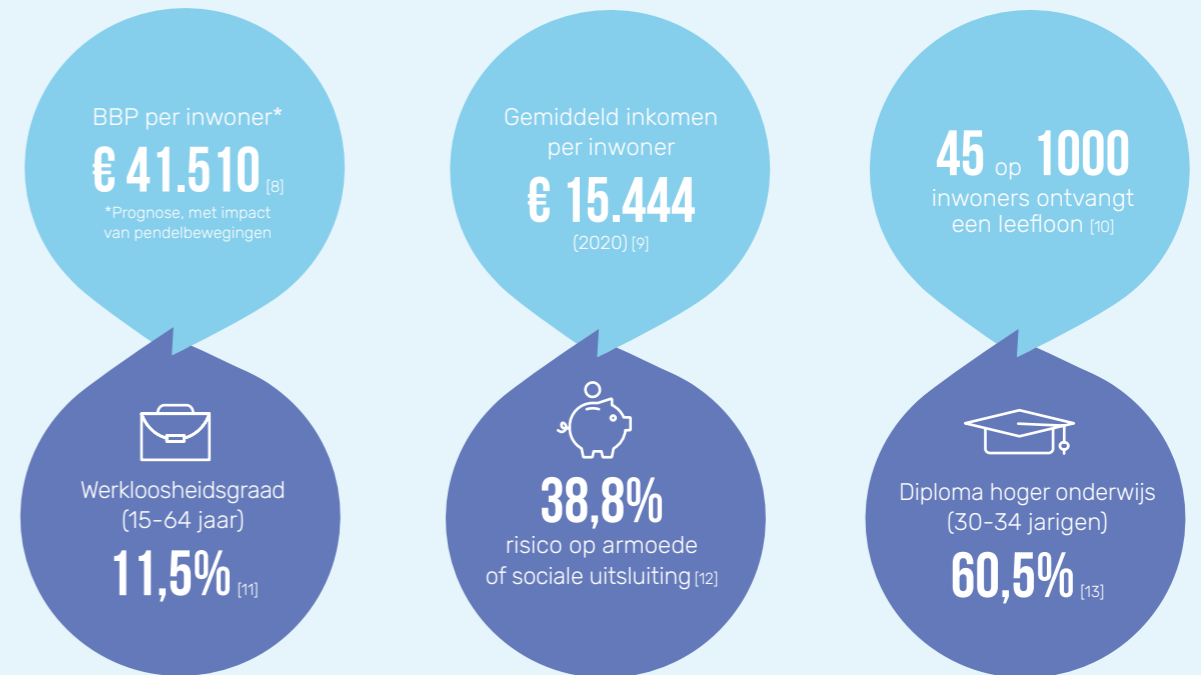 BBP per inwoner*
€ 41.510 [8]
*Prognose, met impact
van pendelbewegingen
Gemiddeld inkomen
per inwoner
€ 15.444
(2020) [9]
45 op 1000
inwoners ontvangt
een leefloon [10]
Werkloosheidsgraad
(15-64 jaar)
11,5% [11]
38,8%
risico op armoede
of sociale uitsluiting [12]
Diploma hoger onderwijs
(30-34 jarigen)
60,5% [13]